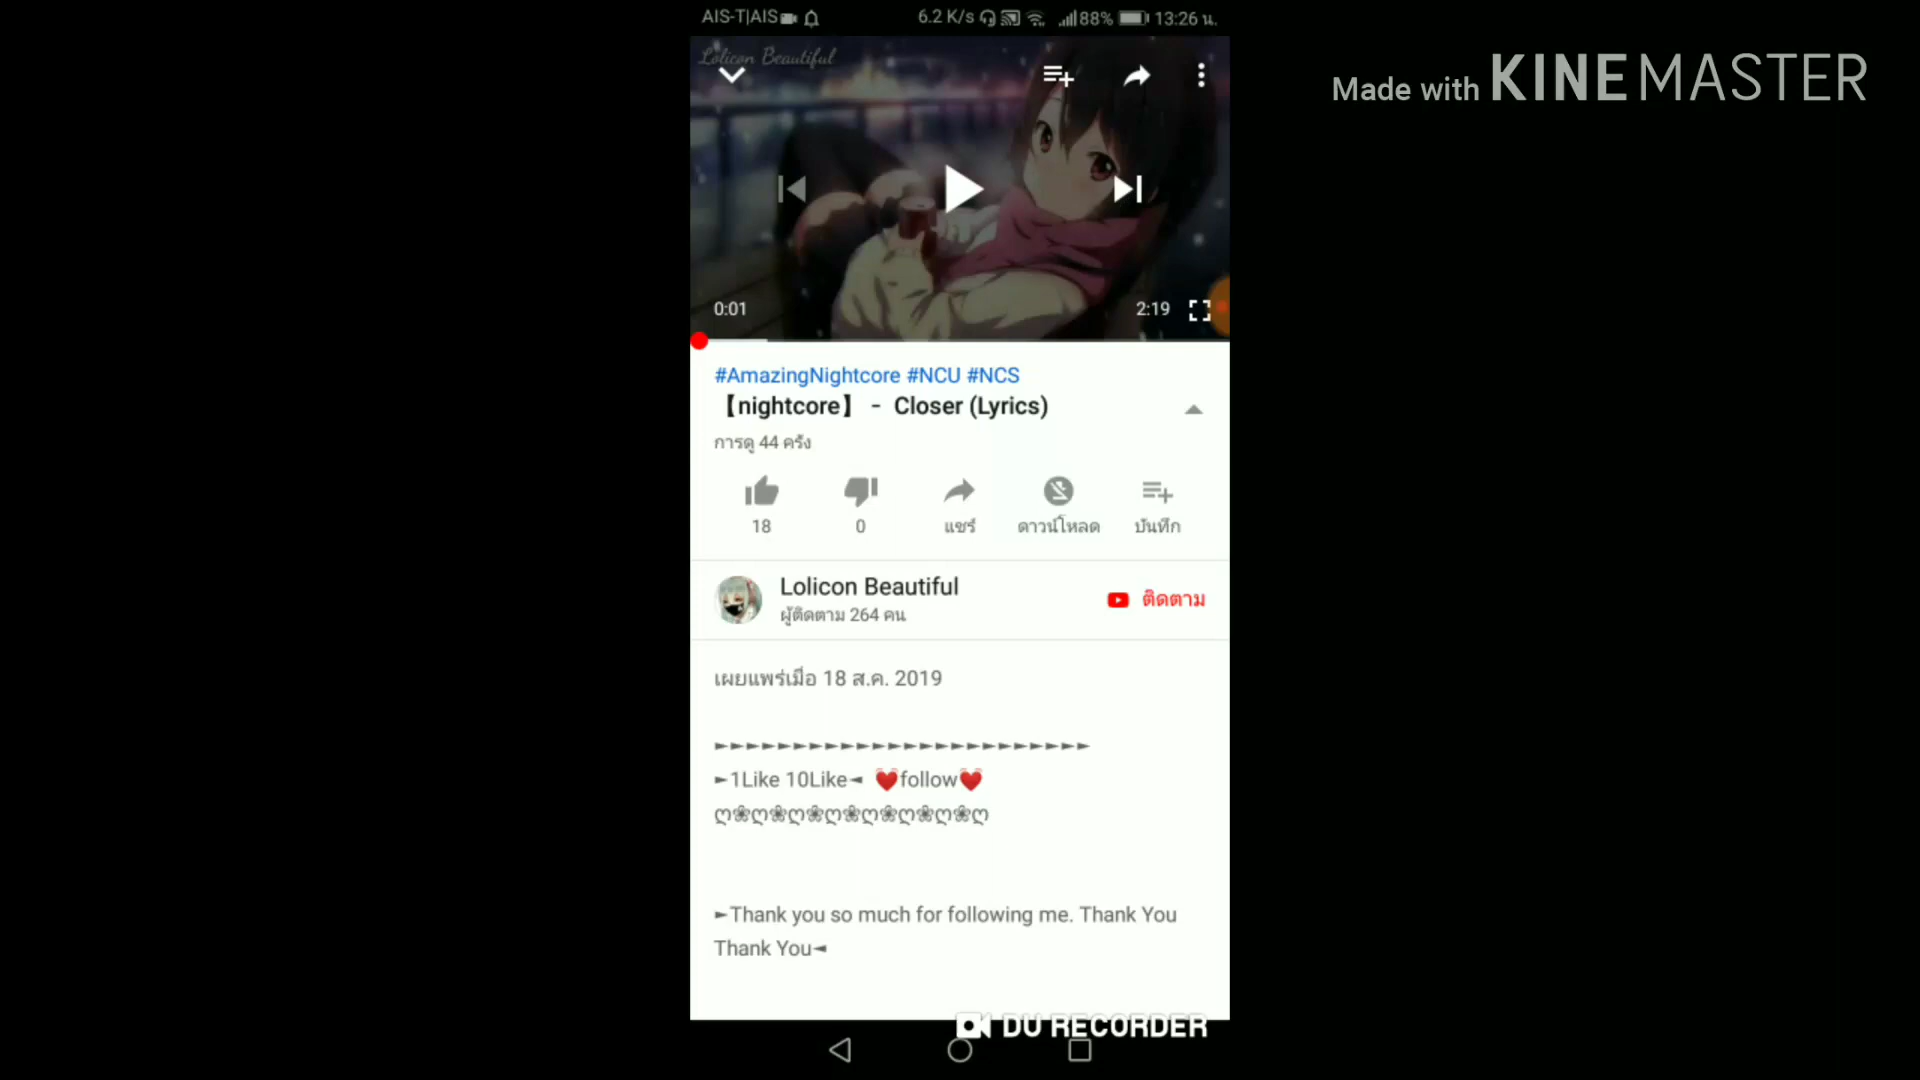 AIS-T|AIS 6.2 K/s 88% 13:26 น.
Lolicon Beautiful
Made with KINEMASTER
0:01 2:19
#AmazingNightcore #NCU #NCS
【nightcore】 - Closer (Lyrics)
การดู 44 ครั้ง
18 0 แชร์ ดาวน์โหลด บันทึก
Lolicon Beautiful
ผู้ติดตาม 264 คน
ติดตาม
เผยแพร่เมื่อ 18 ส.ค. 2019
►►►►►►►►►►►►►►►►►►►►►►►►
►1Like 10Like◄ ❤️follow❤️
ღ❀ღ❀ღ❀ღ❀ღ❀ღ❀ღ❀ღ
►Thank you so much for following me. Thank You
Thank You◄
DU RECORDER